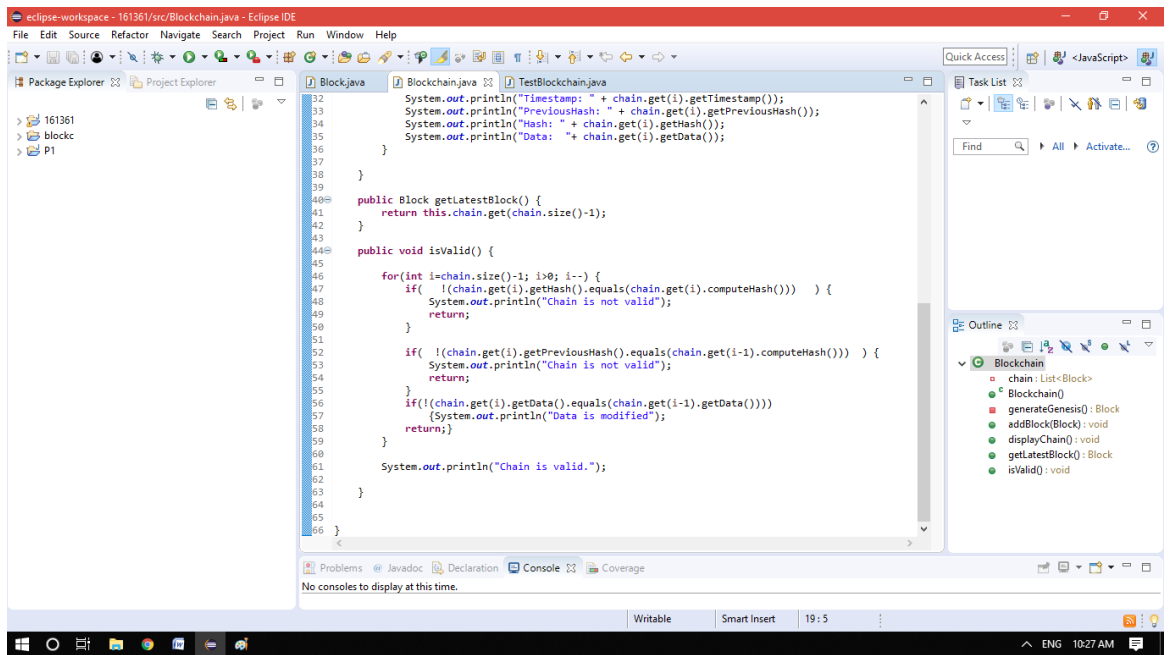 eclipse-workspace - 161361/src/Blockchain.java - Eclipse IDE
File Edit Source Refactor Navigate Search Project Run Window Help
Quick Access <JavaScript>
Package Explorer Project Explorer
161361
blockc
P1
Block.java Blockchain.java TestBlockchain.java
32 System.out.println("Timestamp: " + chain.get(i).getTimestamp());
33 System.out.println("PreviousHash: " + chain.get(i).getPreviousHash());
34 System.out.println("Hash: " + chain.get(i).getHash());
35 System.out.println("Data:  "+ chain.get(i).getData());
36 }
37
38 }
39
40 public Block getLatestBlock() {
41 return this.chain.get(chain.size()-1);
42 }
43
44 public void isValid() {
45
46 for(int i=chain.size()-1; i>0; i--) {
47 if(   !(chain.get(i).getHash().equals(chain.get(i).computeHash()))   ) {
48 System.out.println("Chain is not valid");
49 return;
50 }
51
52 if(  !(chain.get(i).getPreviousHash().equals(chain.get(i-1).computeHash()))  ) {
53 System.out.println("Chain is not valid");
54 return;
55 }
56 if(!(chain.get(i).getData().equals(chain.get(i-1).getData())))
57 {System.out.println("Data is modified");
58 return;}
59 }
60
61 System.out.println("Chain is valid.");
62
63 }
64
65
66 }
Task List
Find All Activate...
Outline
Blockchain
chain : List<Block>
Blockchain()
generateGenesis() : Block
addBlock(Block) : void
displayChain() : void
getLatestBlock() : Block
isValid() : void
Problems Javadoc Declaration Console Coverage
No consoles to display at this time.
Writable Smart Insert 19 : 5
ENG 10:27 AM